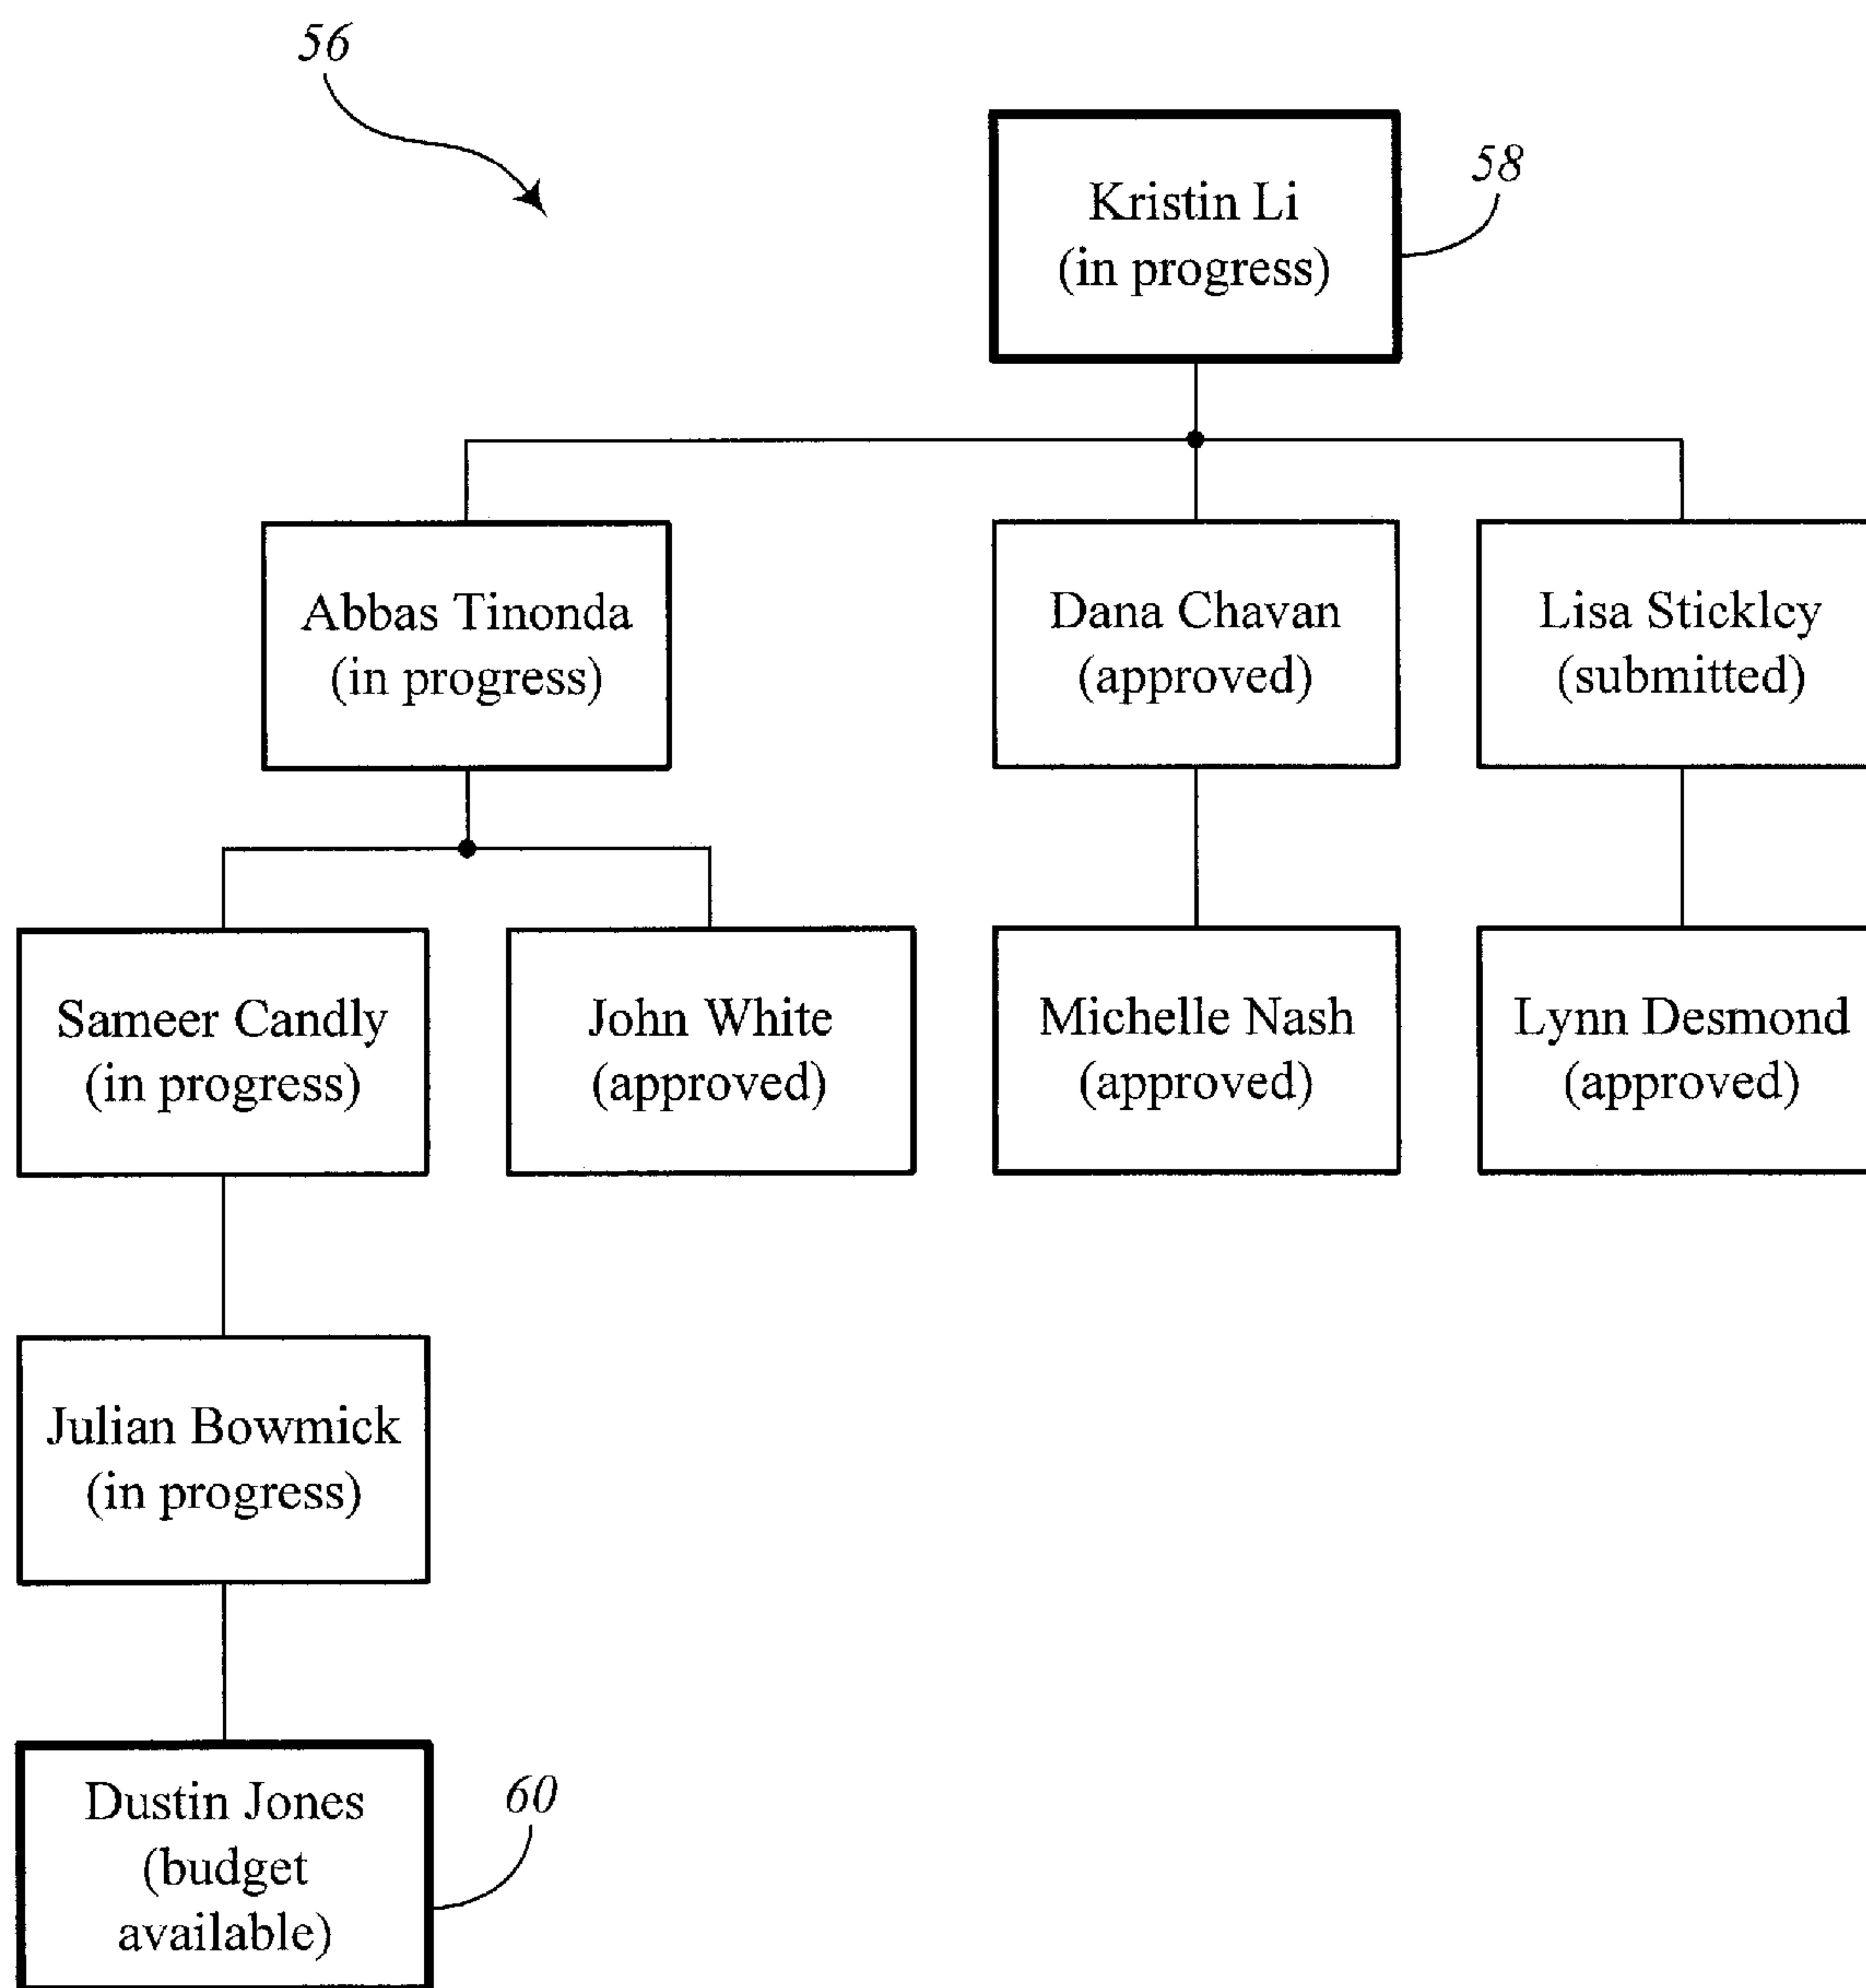 56
Kristin Li
(in progress)
58
Abbas Tinonda
(in progress)
Dana Chavan
(approved)
Lisa Stickley
(submitted)
Sameer Candly
(in progress)
John White
(approved)
Michelle Nash
(approved)
Lynn Desmond
(approved)
Julian Bowmick
(in progress)
Dustin Jones
(budget
available)
60